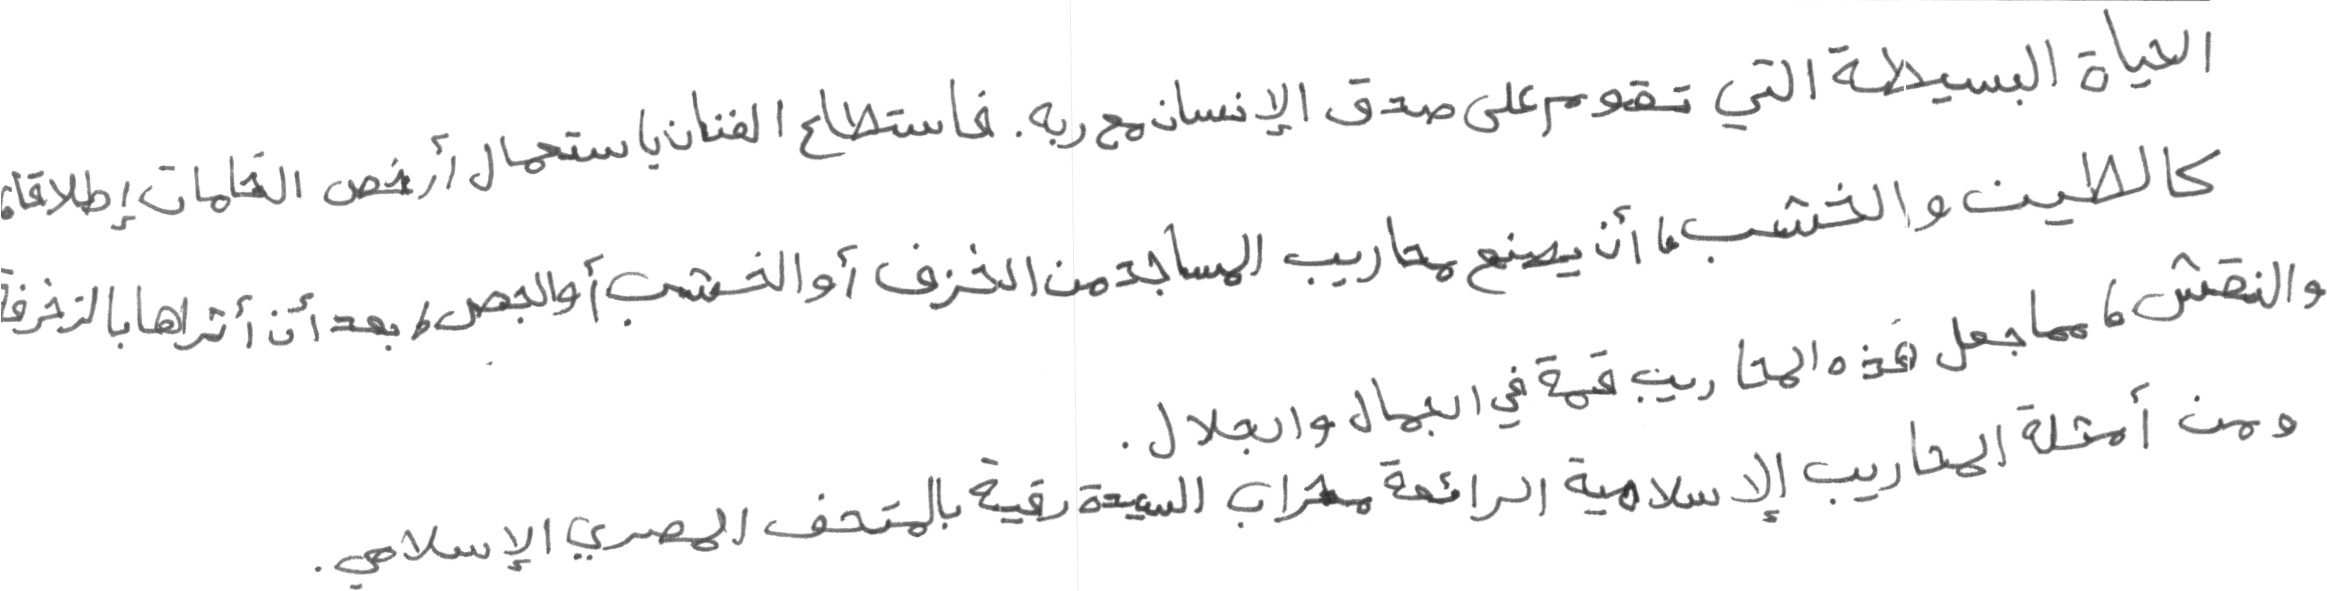 الحياة البسيطة التي تقوم على صدق الإنسان مع ربه. فاستطاع الفنان باستعمال أرخص الخامات إطلاقا،
كالطين والخشب، أن يصنع محاريب المساجد من الخزف أو الخشب أو الجص، بعد أن أثراها بالزخرفة
والنقش، مما جعل هذه المحاريب قمة في الجمال والجلال.
ومن أمثلة المحاريب الإسلامية الرائعة محراب السيدة رقية بالمتحف المصري الإسلامي.